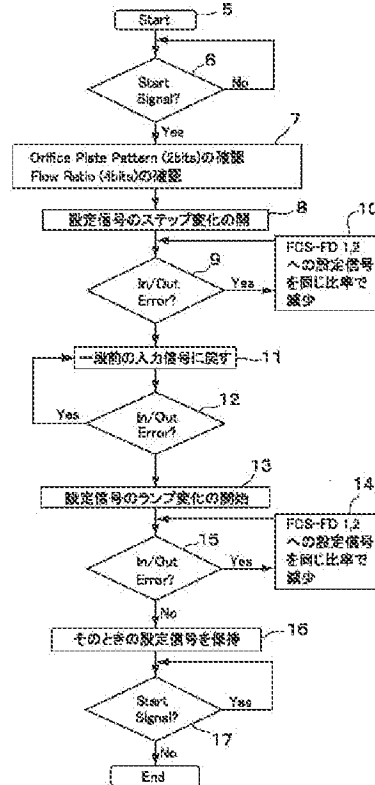 Start
5
6
Start
Signal?
No
Yes
7
Orifice Plate Pattern (2bits)の確認
Flow Ratio (4bits)の確認
8
設定信号のステップ変化の開
10
FCS-FD 1,2
への設定信号
を同じ比率で
減少
9
In/Out
Error?
Yes
11
一段前の入力信号に戻す
12
In/Out
Error?
Yes
13
設定信号のランプ変化の開始
14
FCS-FD 1,2
への設定信号
を同じ比率で
減少
15
In/Out
Error?
Yes
No
16
そのときの設定信号を保持
Start
Signal?
Yes
17
No
End